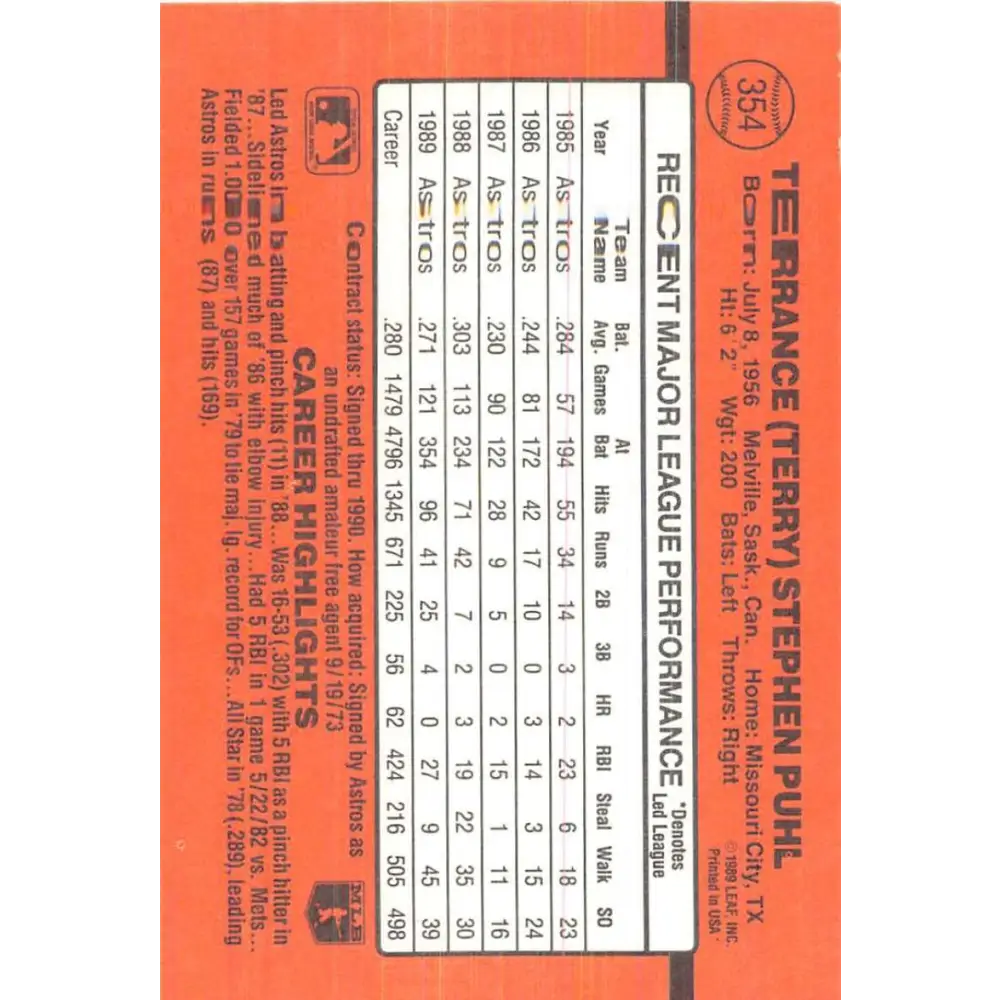 354
TERRANCE (TERRY) STEPHEN PUHL
Born: July 8, 1956 Melville, Sask., Can. Home: Missouri City, TX
Ht: 6'2" Wgt: 200 Bats: Left Throws: Right
©1989 LEAF, INC.
Printed in USA
RECENT MAJOR LEAGUE PERFORMANCE *Denotes Led League
Year Team Name Bat. Avg. Games At Bat Hits Runs 2B 3B HR RBI Steal Walk SO
1985 Astros .284 57 194 55 34 14 3 2 23 6 18 23
1986 Astros .244 81 172 42 17 10 0 3 14 3 15 24
1987 Astros .230 90 122 28 9 5 0 2 15 1 11 16
1988 Astros .303 113 234 71 42 7 2 3 19 22 35 30
1989 Astros .271 121 354 96 41 25 4 0 27 9 45 39
Career .280 1479 4796 1345 671 225 56 62 424 216 505 498
Contract status: Signed thru 1990. How acquired: Signed by Astros as
an undrafted amateur free agent 9/19/73
MLB
CAREER HIGHLIGHTS
Led Astros in batting and pinch hits (11) in '88...Was 16-53 (.302) with 5 RBI as a pinch hitter in
'87...Sidelined much of '86 with elbow injury...Had 5 RBI in 1 game 5/22/82 vs. Mets...
Fielded 1.000 over 157 games in '79 to tie maj. lg. record for OFs...All Star in '78 (.289), leading
Astros in runs (87) and hits (169).